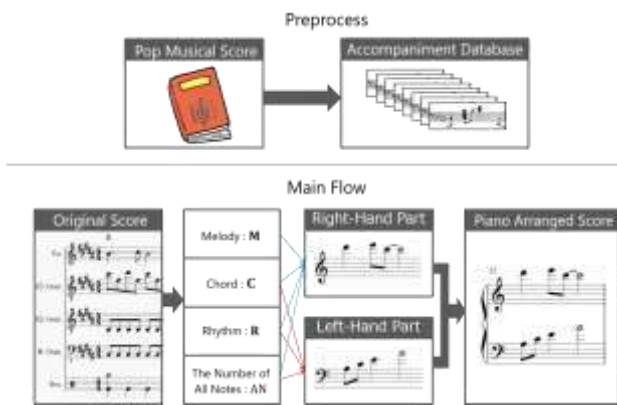 Preprocess
Pop Musical Score
Accompaniment Database
Main Flow
Original Score
Melody : M
Chord : C
Rhythm : R
The Number of
All Notes : AN
Right-Hand Part
Left-Hand Part
Piano Arranged Score